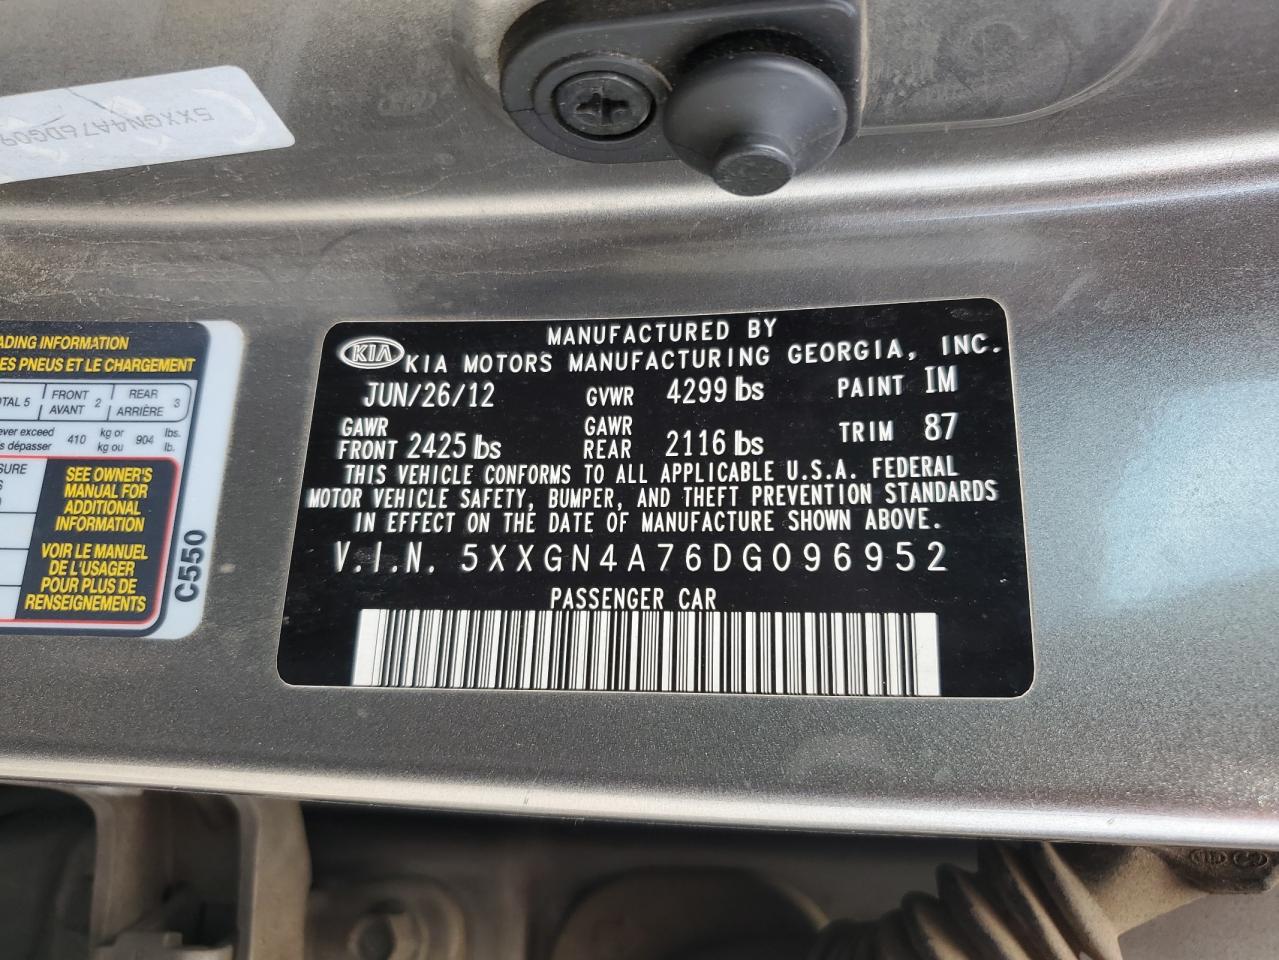 5XXGN4A76DG09
ADING INFORMATION
ES PNEUS ET LE CHARGEMENT
OTAL 5 FRONT AVANT 2 REAR ARRIÈRE 3
ever exceed
s dépasser 410 kg or kg ou 904 lbs. lb.
SEE OWNER'S
MANUAL FOR
ADDITIONAL
INFORMATION
VOIR LE MANUEL
DE L'USAGER
POUR PLUS DE
RENSEIGNEMENTS
C550
MANUFACTURED BY
KIA KIA MOTORS MANUFACTURING GEORGIA, INC.
JUN/26/12 GVWR 4299 lbs PAINT IM
GAWR FRONT 2425 lbs GAWR REAR 2116 lbs TRIM 87
THIS VEHICLE CONFORMS TO ALL APPLICABLE U.S.A. FEDERAL
MOTOR VEHICLE SAFETY, BUMPER, AND THEFT PREVENTION STANDARDS
IN EFFECT ON THE DATE OF MANUFACTURE SHOWN ABOVE.
V.I.N. 5XXGN4A76DG096952
PASSENGER CAR